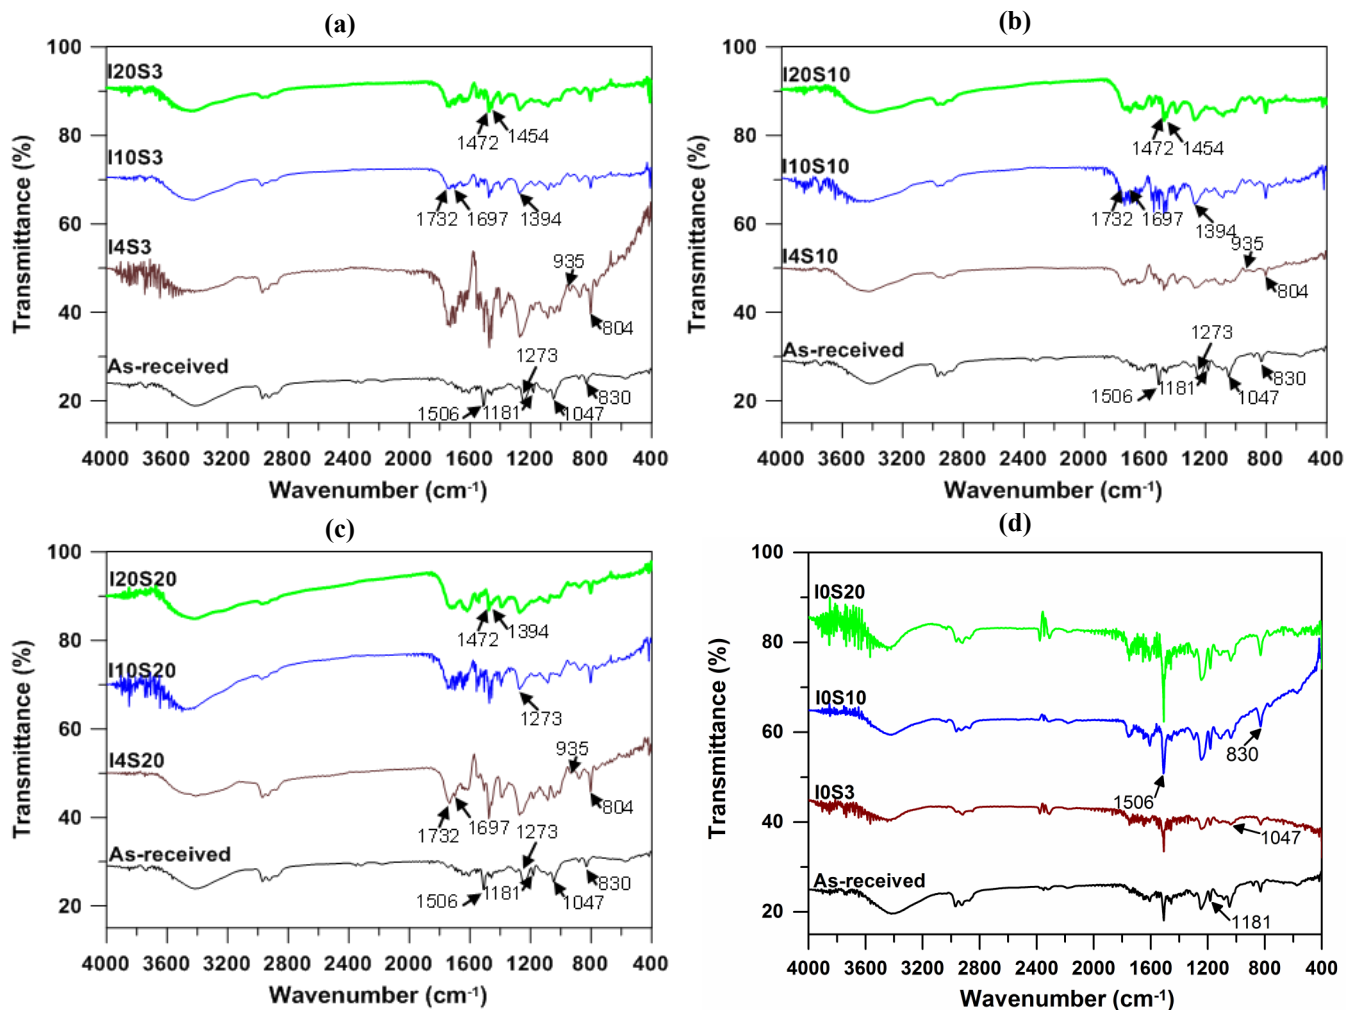 (a)
100
80
60
40
20
Transmittance (%)
I20S3
1472 1454
I10S3
1732 1697 1394
I4S3
935
804
As-received
1273
1506 1181 1047 830
4000 3600 3200 2800 2400 2000 1600 1200 800 400
Wavenumber (cm-1)
(b)
100
80
60
40
20
Transmittance (%)
I20S10
1472 1454
I10S10
1732 1697 1394
I4S10
935
804
As-received
1273
1506 1181 1047 830
4000 3600 3200 2800 2400 2000 1600 1200 800 400
Wavenumber (cm-1)
(c)
100
80
60
40
20
Transmittance (%)
I20S20
1472 1394
I10S20
1273
I4S20
935
804
1732 1697 1273
As-received
1506 1181 1047 830
4000 3600 3200 2800 2400 2000 1600 1200 800 400
Wavenumber (cm-1)
(d)
100
80
60
40
20
Transmittance (%)
I0S20
I0S10
830
1506
I0S3
1047
As-received
1181
4000 3600 3200 2800 2400 2000 1600 1200 800 400
Wavenumber (cm-1)